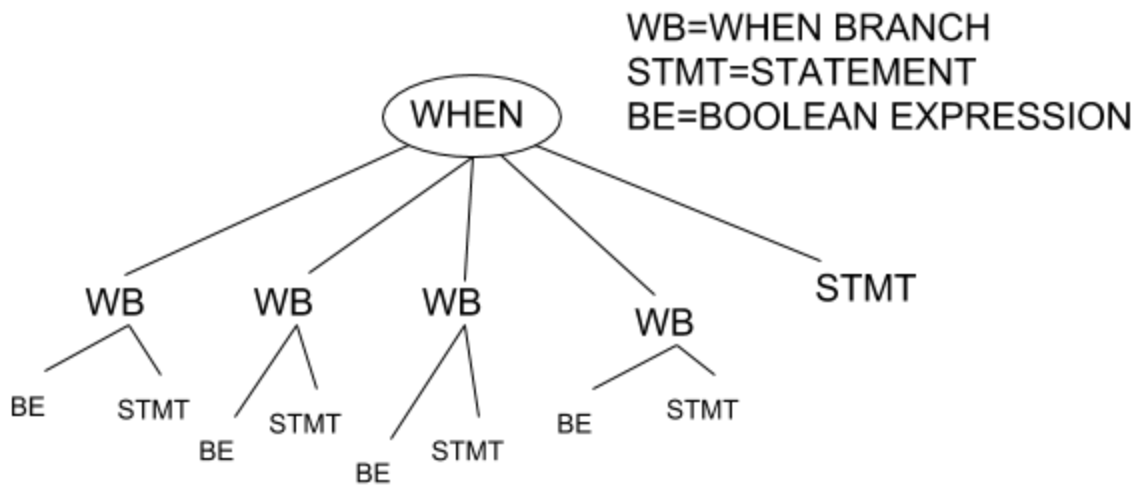 WB=WHEN BRANCH
STMT=STATEMENT
BE=BOOLEAN EXPRESSION
WHEN
WB
WB
WB
WB
STMT
BE
STMT
BE
STMT
BE
STMT
BE
STMT